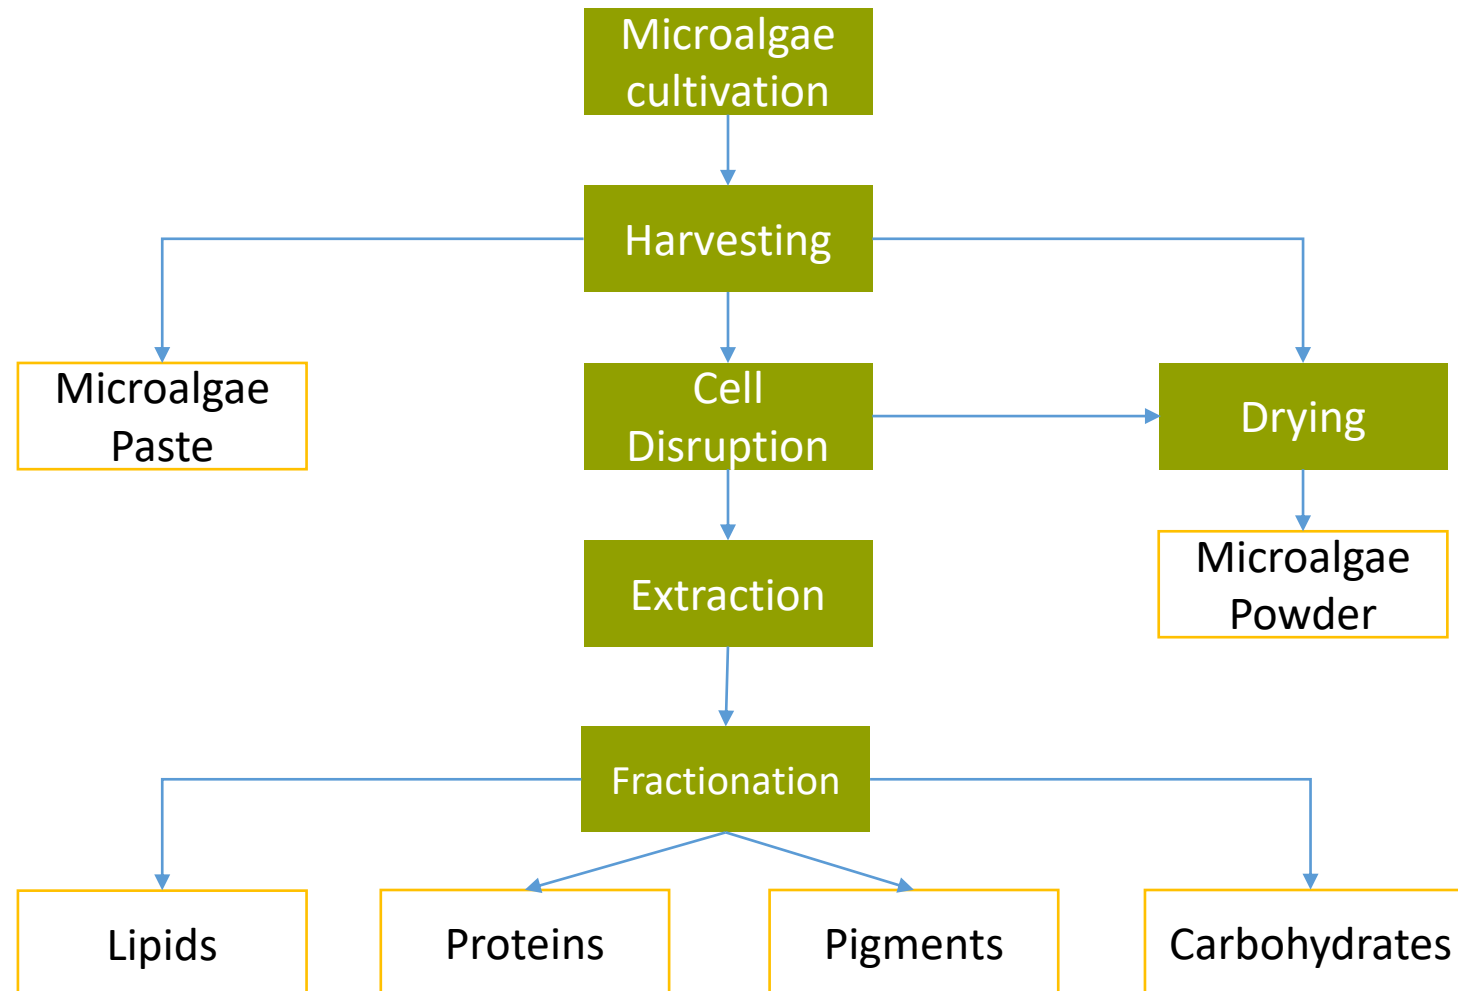 Microalgae
cultivation
Harvesting
Microalgae
Paste
Cell
Disruption
Drying
Extraction
Microalgae
Powder
Fractionation
Lipids
Proteins
Pigments
Carbohydrates